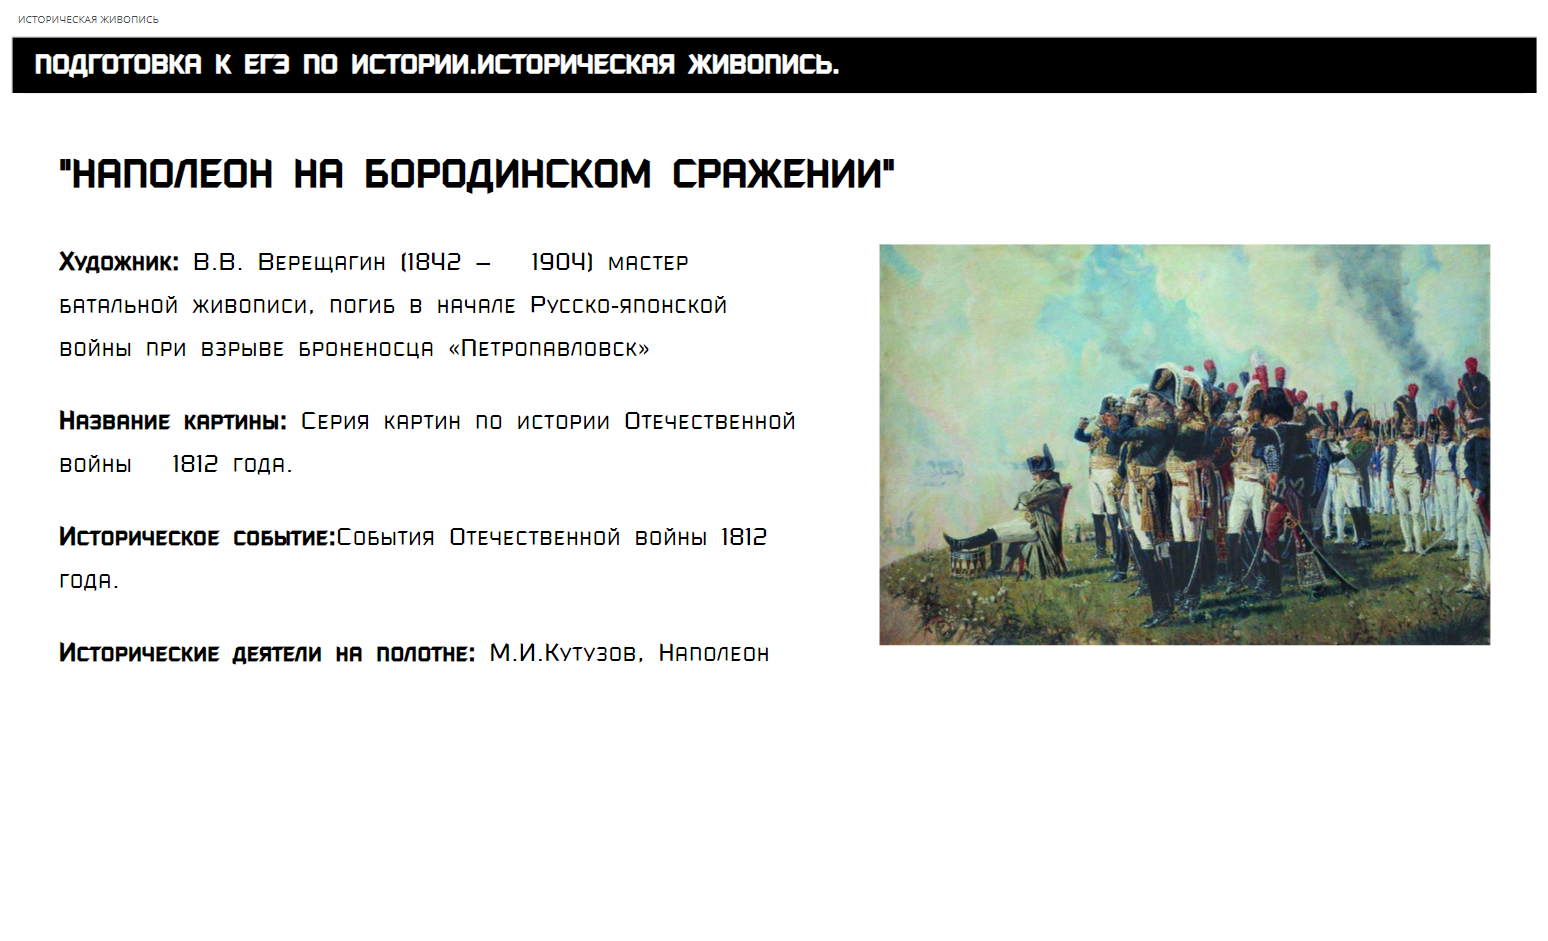 ИСТОРИЧЕСКАЯ ЖИВОПИСЬ
ПОДГОТОВКА К ЕГЭ ПО ИСТОРИИ.ИСТОРИЧЕСКАЯ ЖИВОПИСЬ.
"НАПОЛЕОН НА БОРОДИНСКОМ СРАЖЕНИИ"
Художник: В.В. Верещагин (1842 – 1904) мастер
батальной живописи, погиб в начале Русско-японской
войны при взрыве броненосца «Петропавловск»
Название картины: Серия картин по истории Отечественной
войны 1812 года.
Историческое событие:События Отечественной войны 1812
года.
Исторические деятели на полотне: М.И.Кутузов, Наполеон